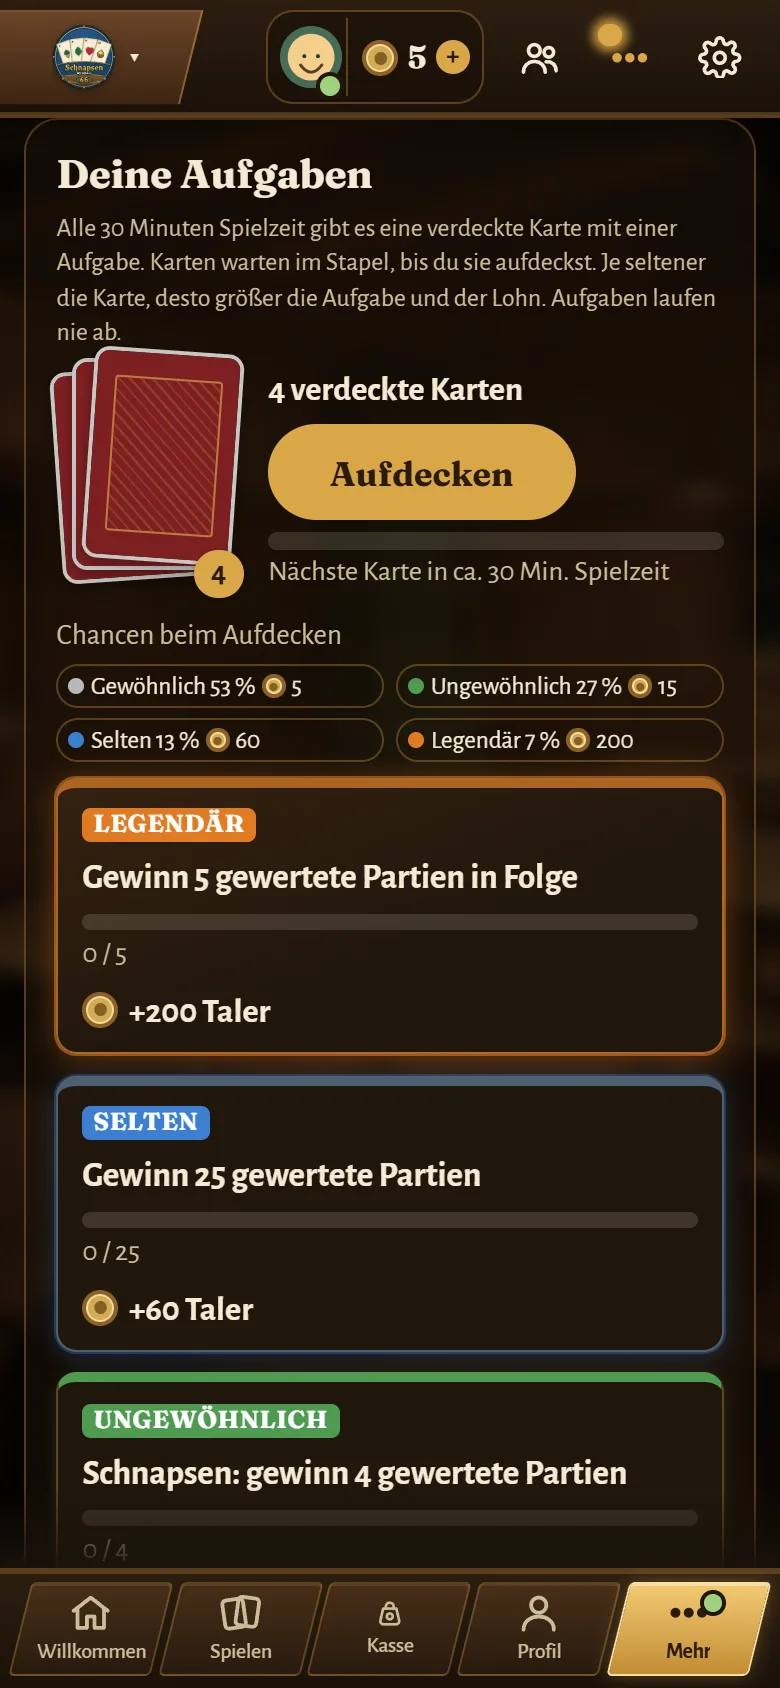 Schnapsen
66
5
+
Deine Aufgaben
Alle 30 Minuten Spielzeit gibt es eine verdeckte Karte mit einer
Aufgabe. Karten warten im Stapel, bis du sie aufdeckst. Je seltener
die Karte, desto größer die Aufgabe und der Lohn. Aufgaben laufen
nie ab.
4 verdeckte Karten
Aufdecken
4
Nächste Karte in ca. 30 Min. Spielzeit
Chancen beim Aufdecken
Gewöhnlich 53 % 5
Ungewöhnlich 27 % 15
Selten 13 % 60
Legendär 7 % 200
LEGENDÄR
Gewinn 5 gewertete Partien in Folge
0 / 5
+200 Taler
SELTEN
Gewinn 25 gewertete Partien
0 / 25
+60 Taler
UNGEWÖHNLICH
Schnapsen: gewinn 4 gewertete Partien
0 / 4
Willkommen
Spielen
Kasse
Profil
Mehr